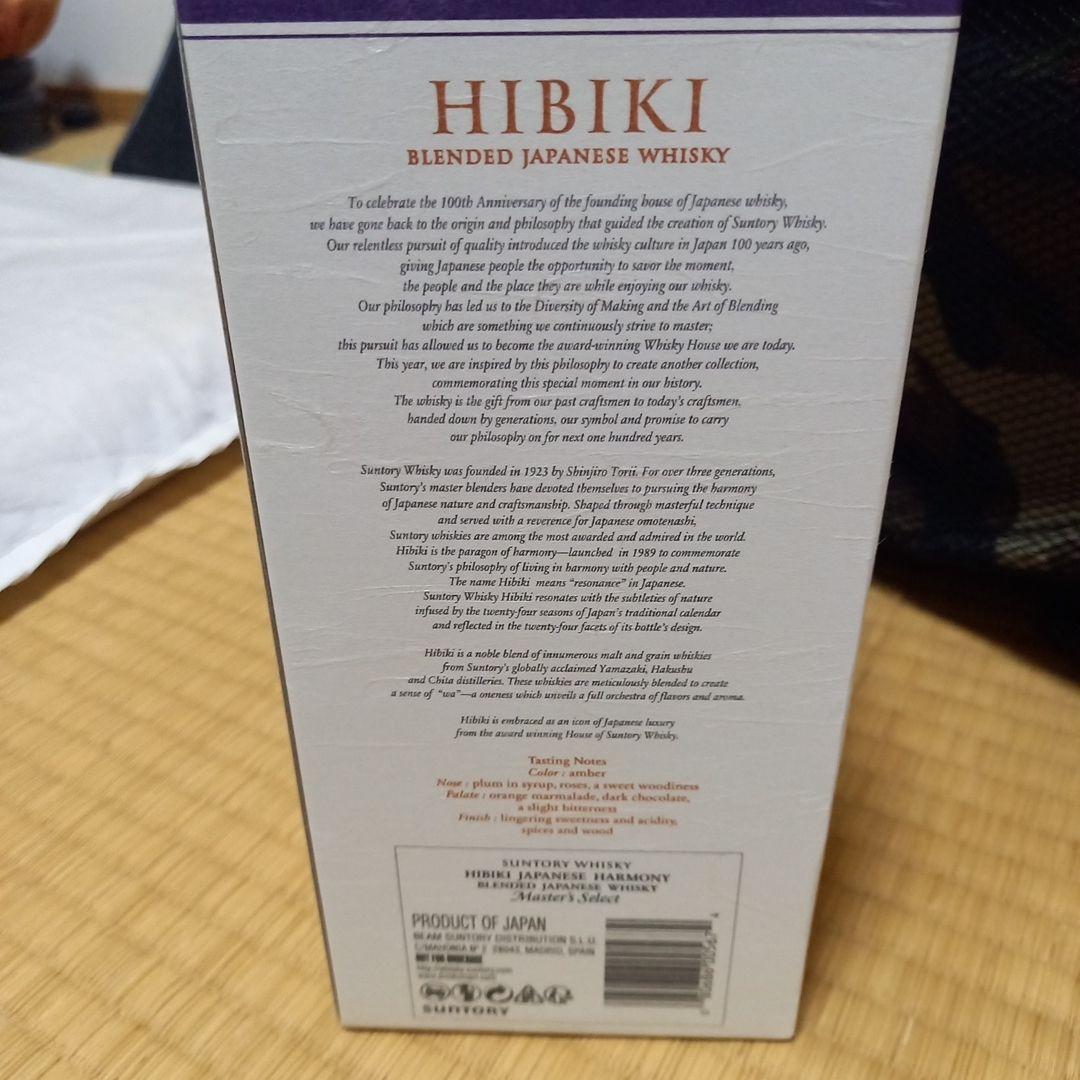 HIBIKI
BLENDED JAPANESE WHISKY
To celebrate the 100th Anniversary of the founding house of Japanese whisky,
we have gone back to the origin and philosophy that guided the creation of Suntory Whisky.
Our relentless pursuit of quality introduced the whisky culture in Japan 100 years ago,
giving Japanese people the opportunity to savor the moment,
the people and the place they are while enjoying our whisky.
Our philosophy has led us to the Diversity of Making and the Art of Blending
which are something we continuously strive to master;
this pursuit has allowed us to become the award-winning Whisky House we are today.
This year, we are inspired by this philosophy to create another collection,
commemorating this special moment in our history.
The whisky is the gift from our past craftsmen to today's craftsmen,
handed down by generations, our symbol and promise to carry
our philosophy on for next one hundred years.
Suntory Whisky was founded in 1923 by Shinjiro Torii. For over three generations,
Suntory's master blenders have devoted themselves to pursuing the harmony
of Japanese nature and craftsmanship. Shaped through masterful technique
and served with a reverence for Japanese omotenashi,
Suntory whiskies are among the most awarded and admired in the world.
Hibiki is the paragon of harmony—launched in 1989 to commemorate
Suntory's philosophy of living in harmony with people and nature.
The name Hibiki means "resonance" in Japanese.
Suntory Whisky Hibiki resonates with the subtleties of nature
infused by the twenty-four seasons of Japan's traditional calendar
and reflected in the twenty-four facets of its bottle's design.
Hibiki is a noble blend of innumerous malt and grain whiskies
from Suntory's globally acclaimed Yamazaki, Hakushu
and Chita distilleries. These whiskies are meticulously blended to create
a sense of "wa"—a oneness which unveils a full orchestra of flavors and aroma.
Hibiki is embraced as an icon of Japanese luxury
from the award winning House of Suntory Whisky.
Tasting Notes
Color : amber
Nose : plum in syrup, roses, a sweet woodiness
Palate : orange marmalade, dark chocolate,
a slight bitterness
Finish : lingering sweetness and acidity,
spices and wood
SUNTORY WHISKY
HIBIKI JAPANESE HARMONY
BLENDED JAPANESE WHISKY
Master's Select
PRODUCT OF JAPAN
BEAM SUNTORY DISTRIBUTION S.L.U.
MADRID, SPAIN
SUNTORY